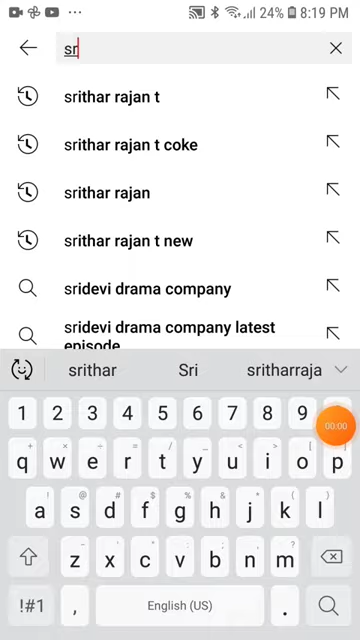 24% 8:19 PM
sr
srithar rajan t
srithar rajan t coke
srithar rajan
srithar rajan t new
sridevi drama company
sridevi drama company latest
episode
srithar Sri sritharraja
1 2 3 4 5 6 7 8 9
00:00
+ × ÷ = / _ < > [ ]
q w e r t y u i o p
! @ # $ % ^ & * ( )
a s d f g h j k l
- ' " : ; , ?
z x c v b n m
!#1 , English (US) .